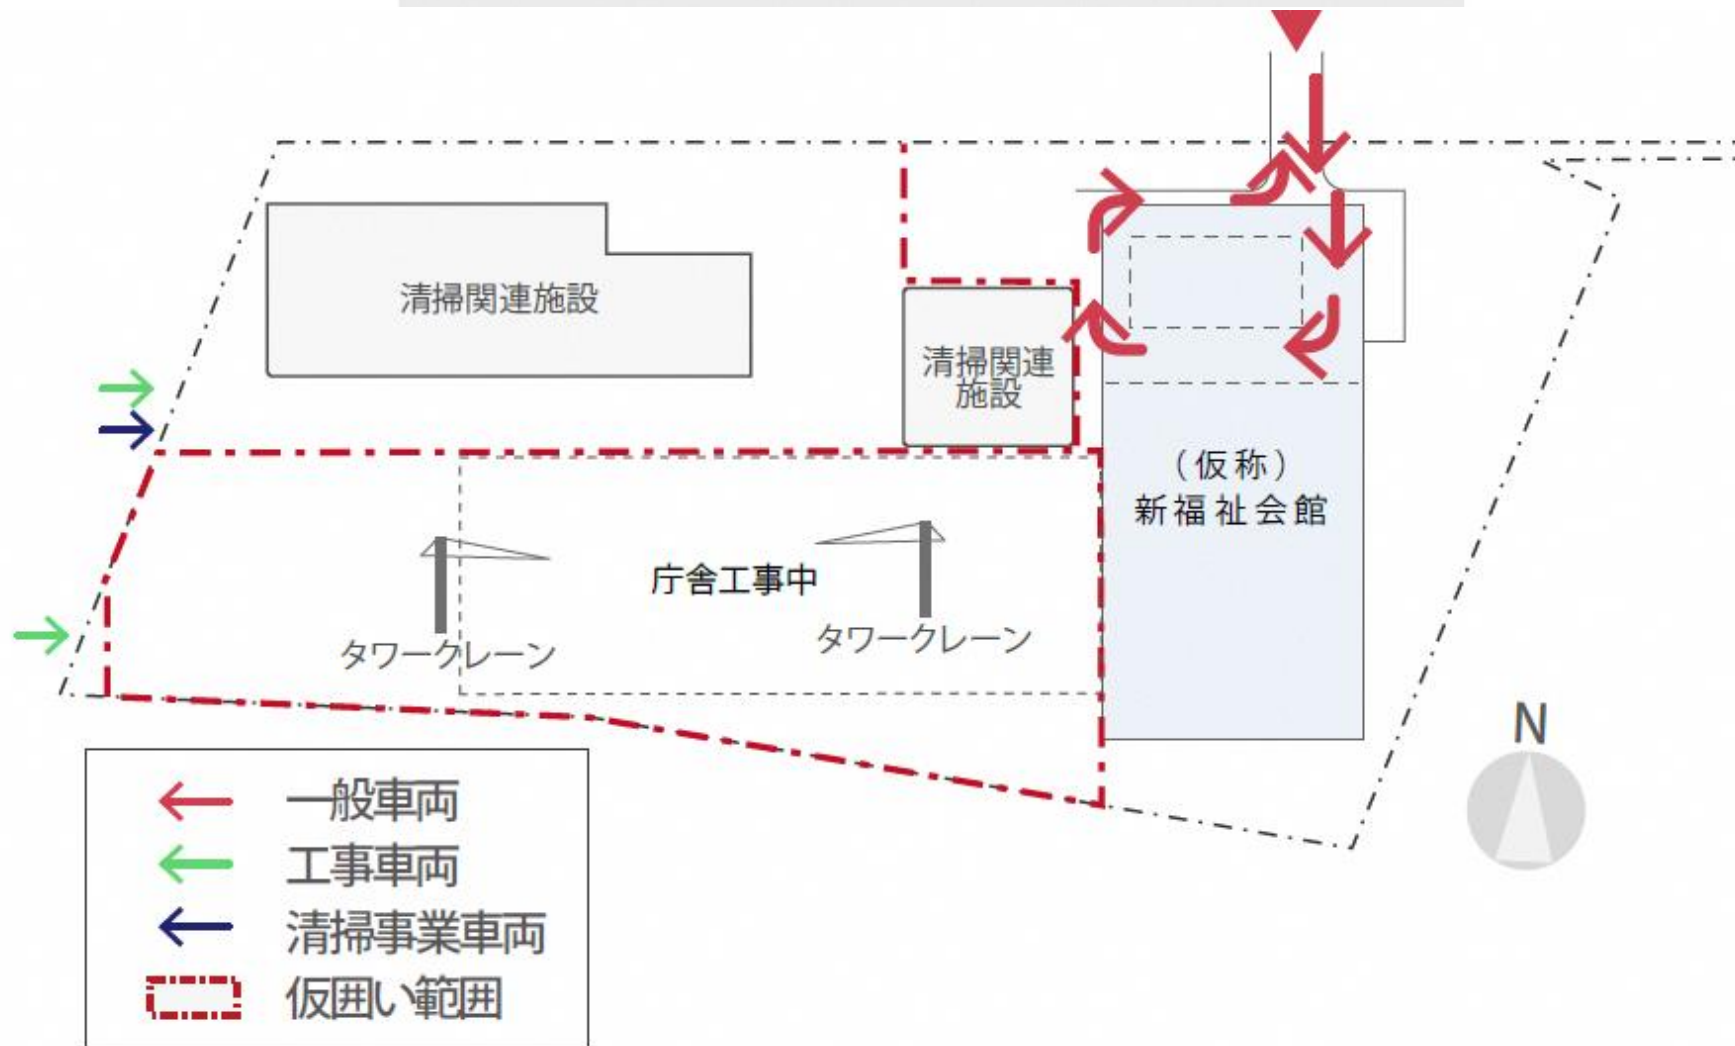 清掃関連施設
清掃関連
施設
（仮称）
新福祉会館
庁舎工事中
タワークレーン
タワークレーン
N
一般車両
工事車両
清掃事業車両
仮囲い範囲